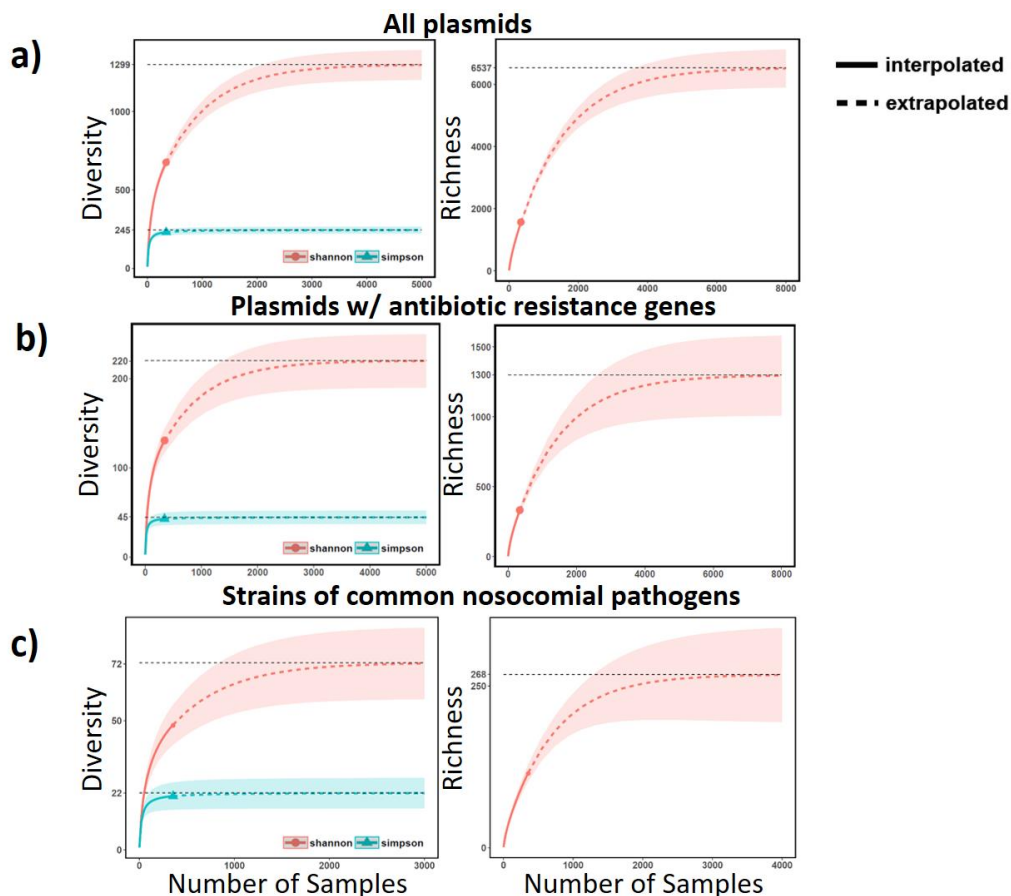 All plasmids
a)
Diversity
1299
1000
500
245
0
0 1000 2000 3000 4000 5000
shannon simpson
Richness
6537
6000
4000
2000
0
0 2000 4000 6000 8000
interpolated
extrapolated
Plasmids w/ antibiotic resistance genes
b)
Diversity
220
200
100
45
0
0 1000 2000 3000 4000 5000
shannon simpson
Richness
1500
1300
1000
500
0
0 2000 4000 6000 8000
Strains of common nosocomial pathogens
c)
Diversity
72
50
22
0
0 1000 2000 3000
shannon simpson
Number of Samples
Richness
268
250
0
0 1000 2000 3000 4000
Number of Samples